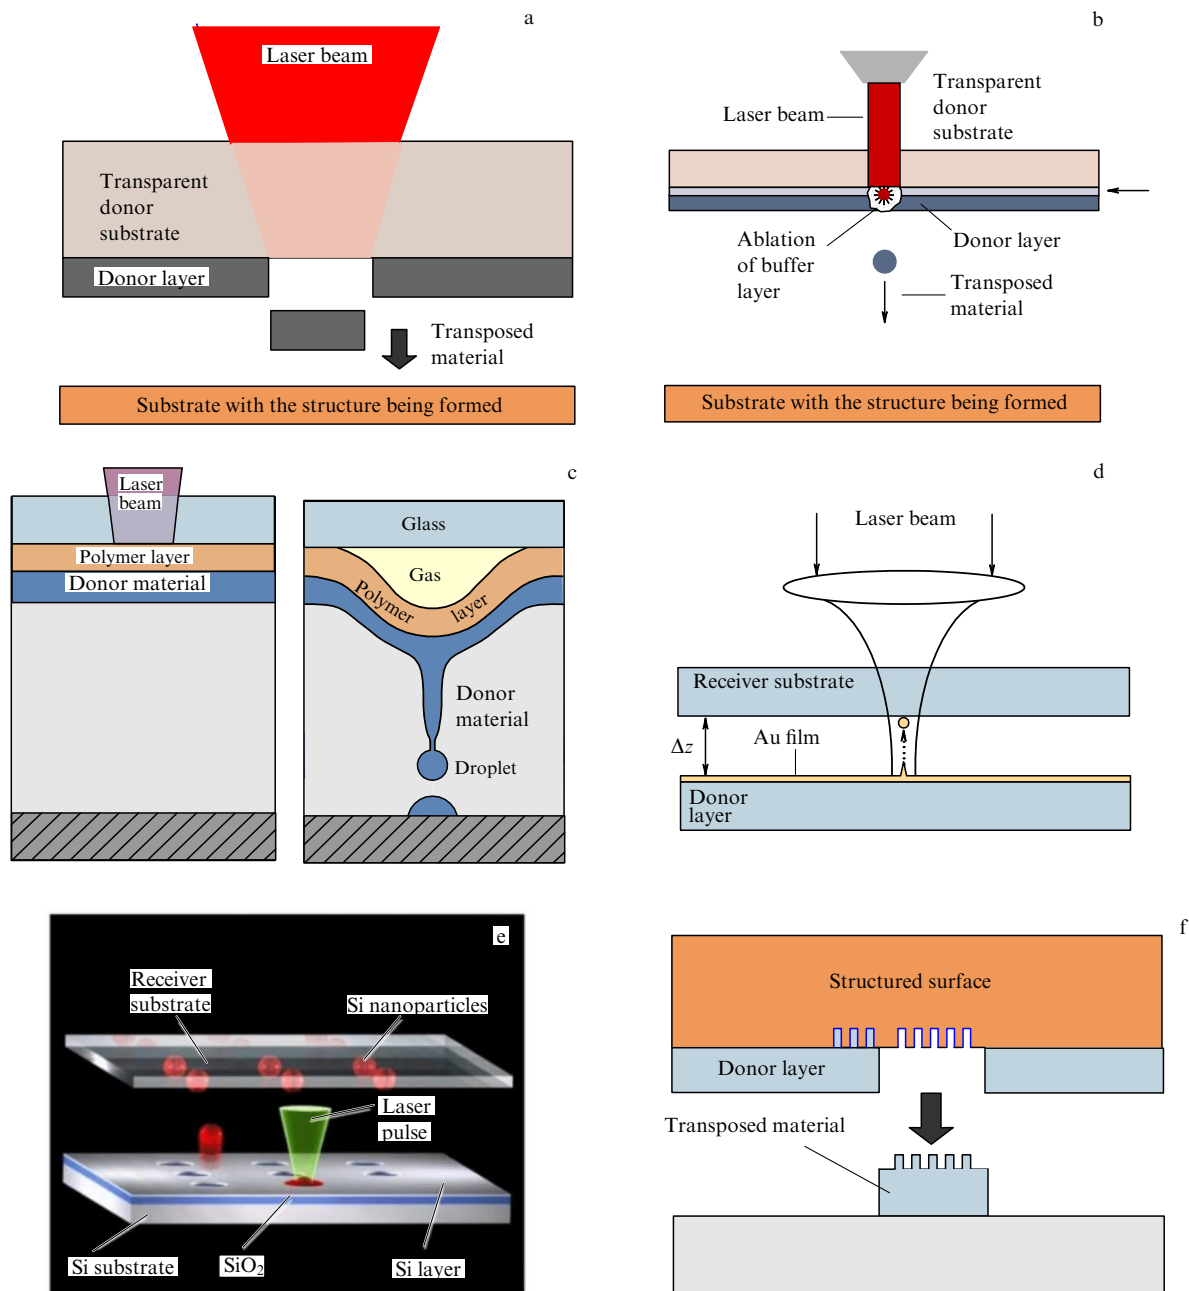 a
Laser beam
Transparent
donor
substrate
Donor layer
Transposed
material
Substrate with the structure being formed
b
Laser beam
Transparent
donor
substrate
Ablation
of buffer
layer
Donor layer
Transposed
material
Substrate with the structure being formed
c
Laser
beam
Polymer layer
Donor material
Glass
Gas
Polymer layer
Donor
material
Droplet
d
Laser beam
Receiver substrate
Δz
Au film
Donor
layer
e
Receiver
substrate
Si nanoparticles
Laser
pulse
Si substrate
SiO₂
Si layer
f
Structured surface
Donor layer
Transposed material